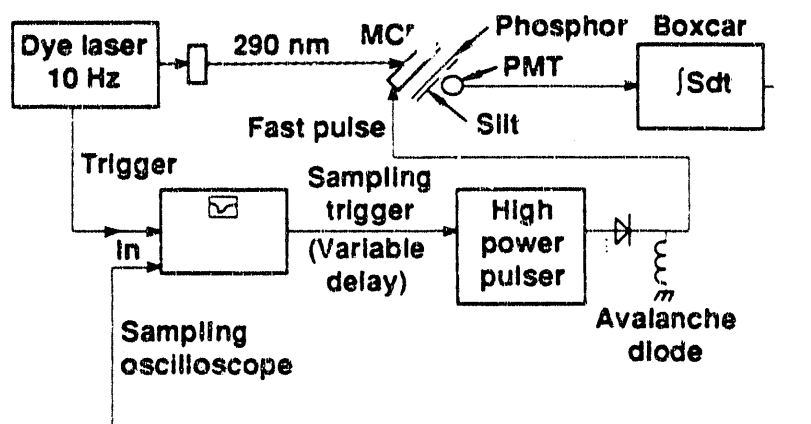 Dye laser
10 Hz
290 nm
Phosphor
PMT
Slit
Boxcar
∫Sdt
Fast pulse
Trigger
In
Sampling
trigger
(Variable
delay)
High
power
pulser
Avalanche
diode
Sampling
oscilloscope